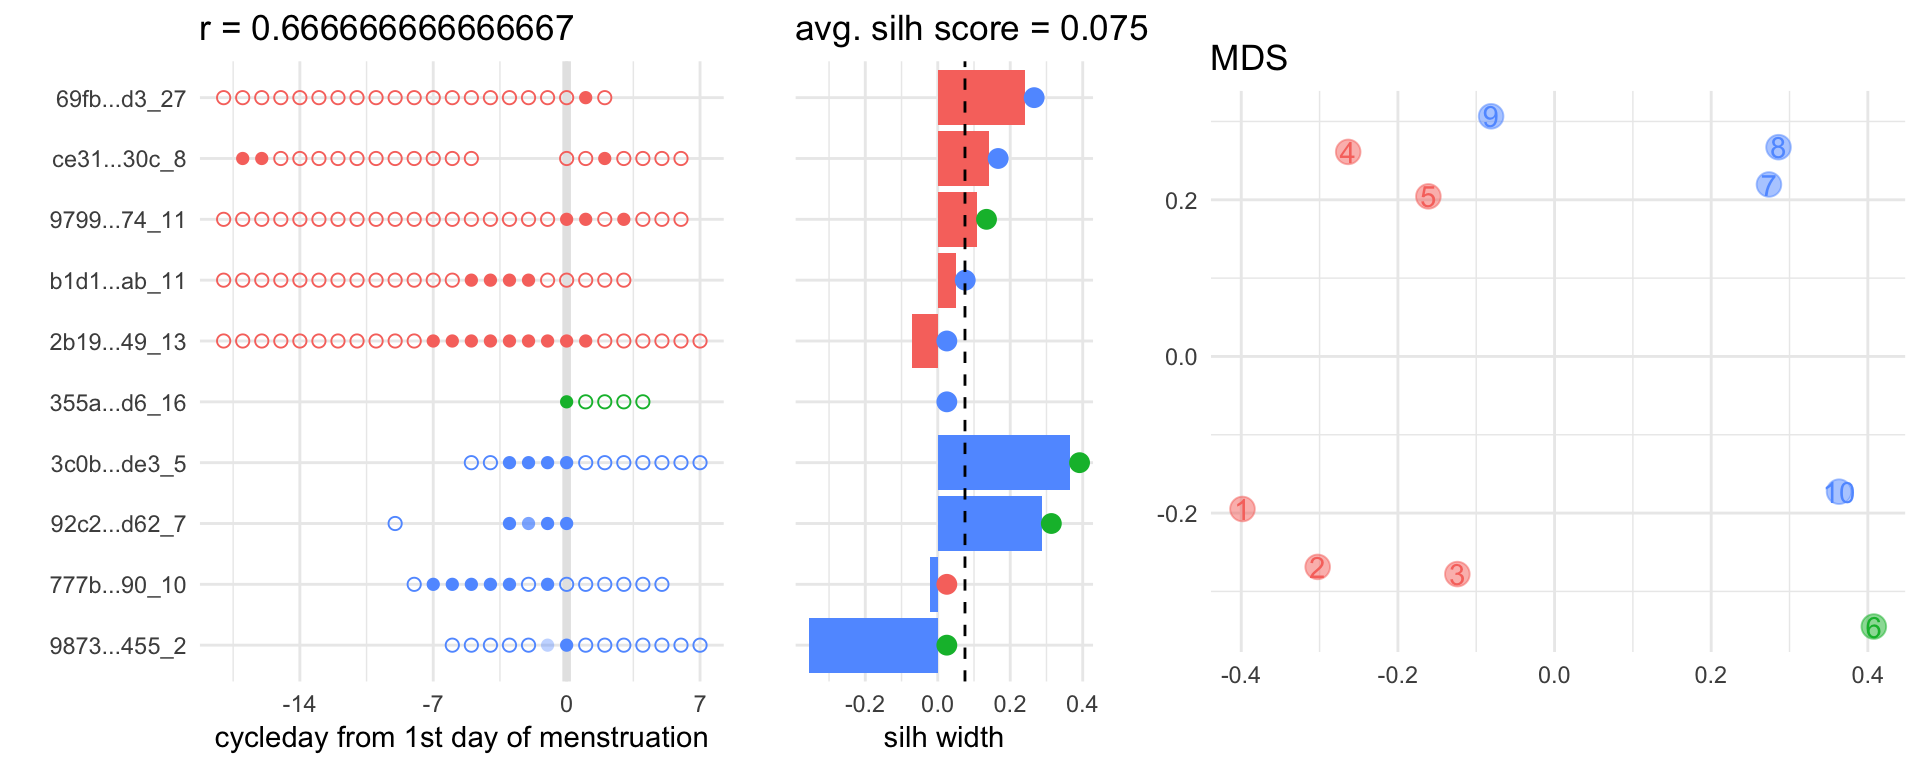 r = 0.666666666666667
69fb...d3_27
ce31...30c_8
9799...74_11
b1d1...ab_11
2b19...49_13
355a...d6_16
3c0b...de3_5
92c2...d62_7
777b...90_10
9873...455_2
-14 -7 0 7
cycleday from 1st day of menstruation
avg. silh score = 0.075
-0.2 0.0 0.2 0.4
silh width
MDS
9
8
4
7
5
0.2
0.0
10
1
-0.2
2
3
6
-0.4 -0.2 0.0 0.2 0.4